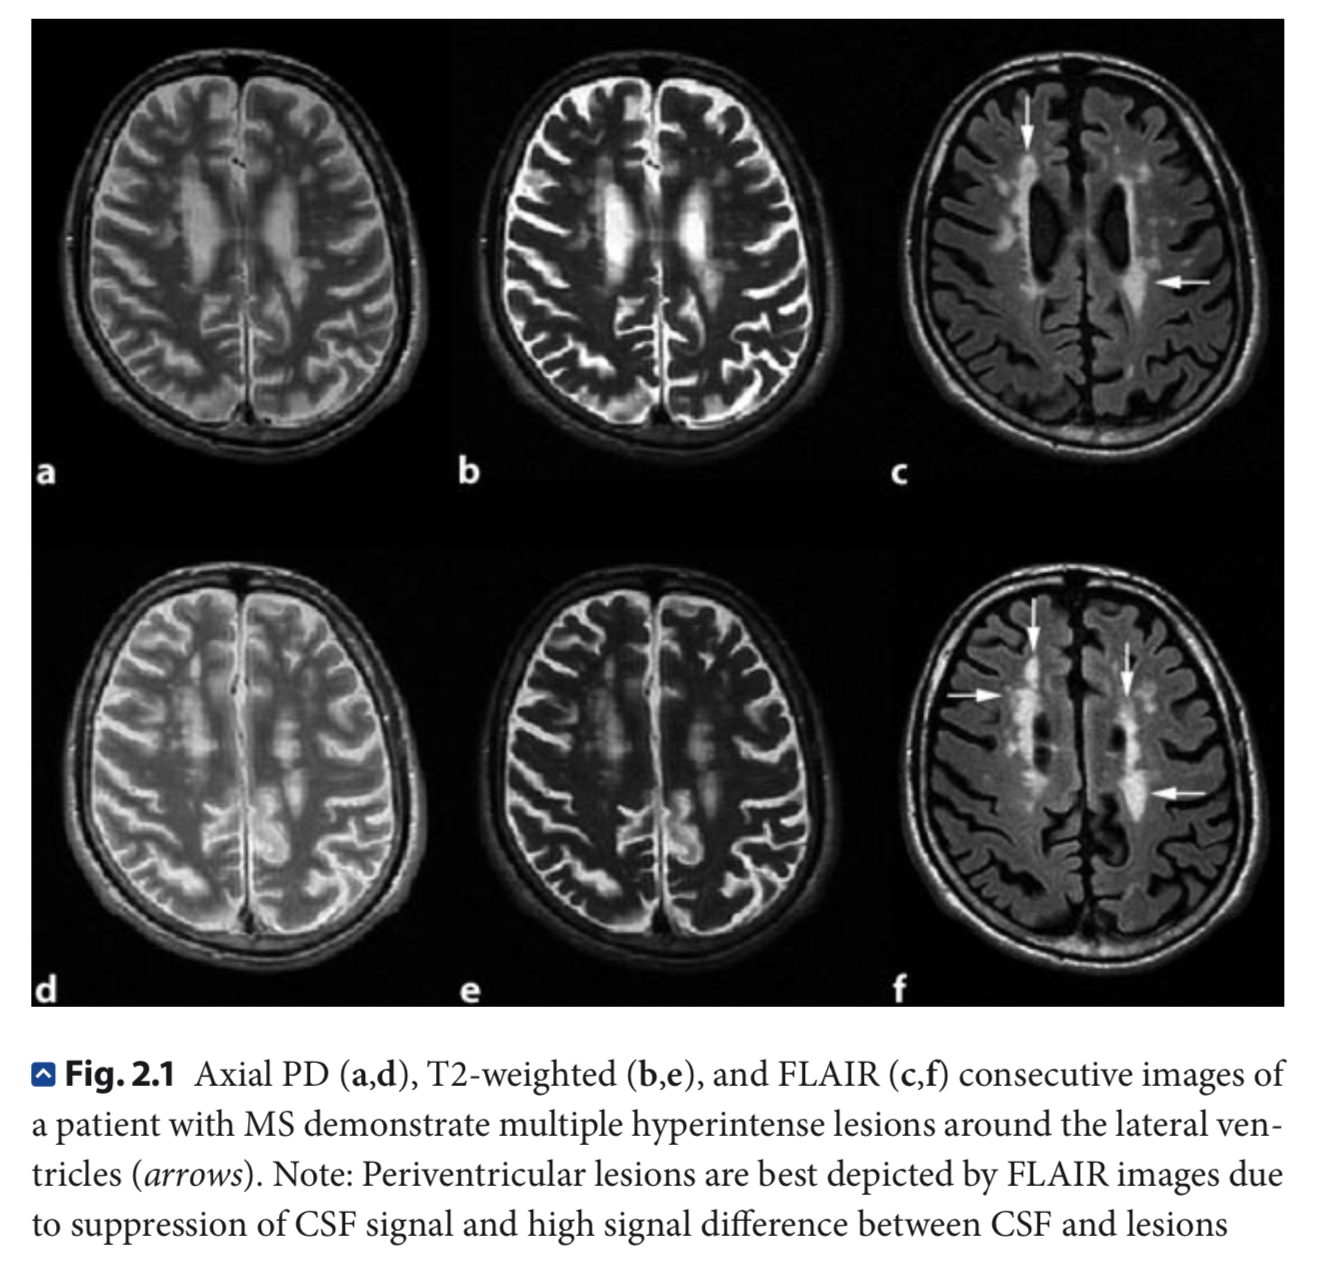 a
b
c
d
e
f
Fig. 2.1 Axial PD (a,d), T2-weighted (b,e), and FLAIR (c,f) consecutive images of
a patient with MS demonstrate multiple hyperintense lesions around the lateral ven-
tricles (arrows). Note: Periventricular lesions are best depicted by FLAIR images due
to suppression of CSF signal and high signal difference between CSF and lesions